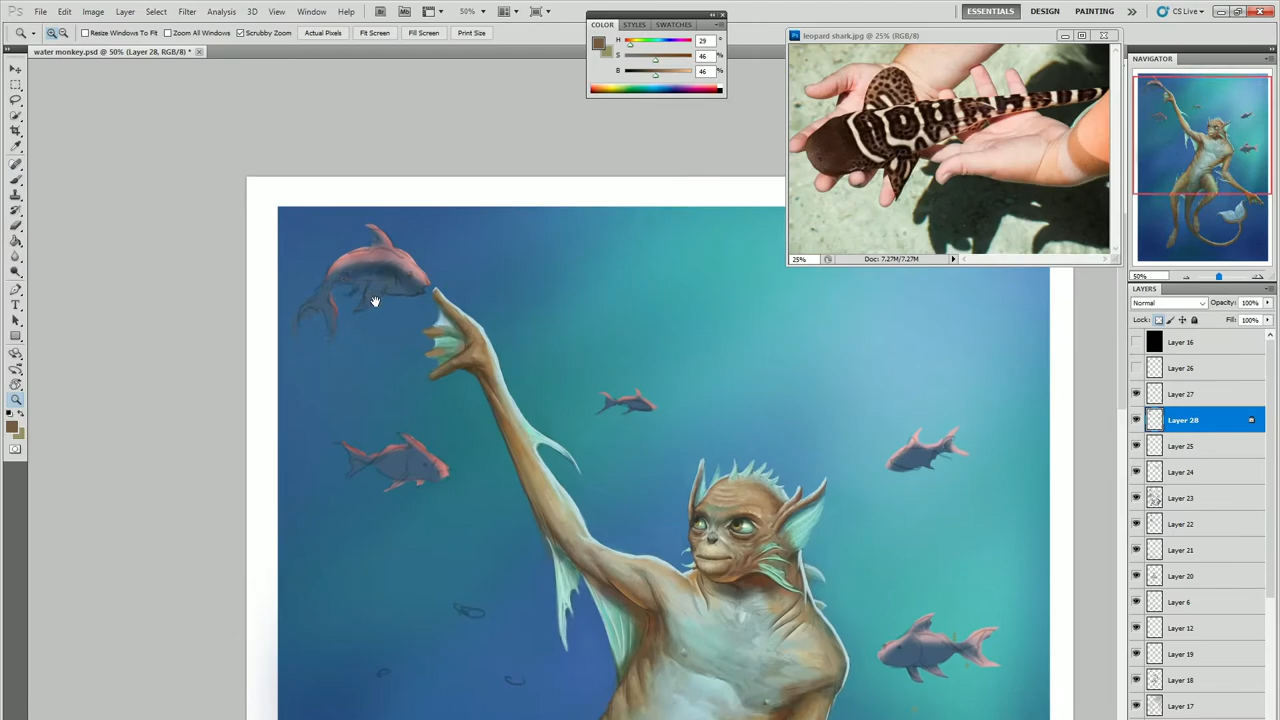 PS File Edit Image Layer Select Filter Analysis 3D View Window Help Br Mb 50% ESSENTIALS DESIGN PAINTING CS Live
Resize Windows To Fit Zoom All Windows Scrubby Zoom Actual Pixels Fit Screen Fill Screen Print Size
water monkey.psd @ 50% (Layer 28, RGB/8) *
COLOR STYLES SWATCHES
H 29 °
S 46 %
B 46 %
leopard shark.jpg @ 25% (RGB/8)
25% Doc: 7.27M/7.27M
NAVIGATOR
50%
LAYERS
Normal Opacity: 100%
Lock: Fill: 100%
Layer 16
Layer 26
Layer 27
Layer 28
Layer 25
Layer 24
Layer 23
Layer 22
Layer 21
Layer 20
Layer 6
Layer 12
Layer 19
Layer 18
Layer 17